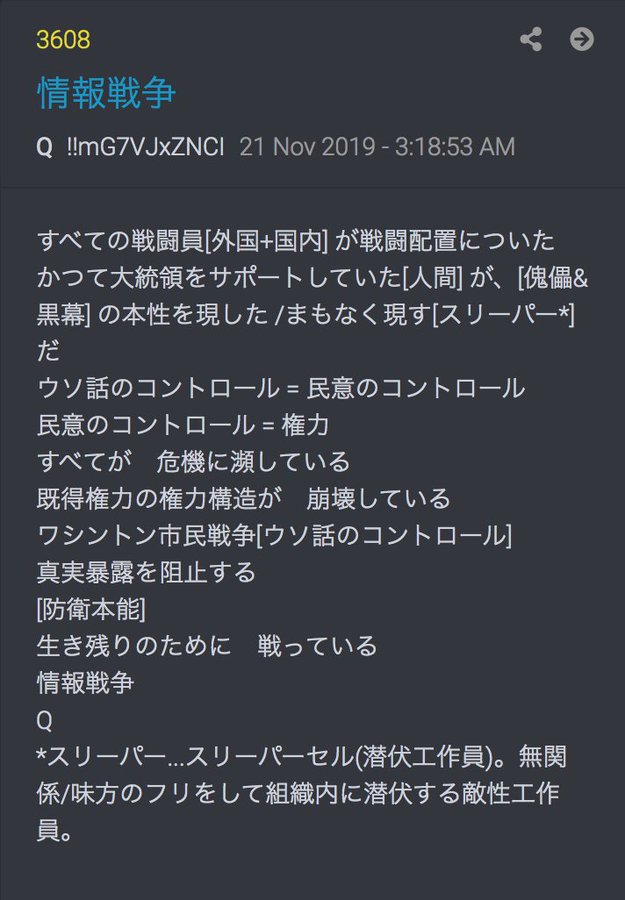 3608
情報戦争
Q !!mG7VJxZNCI 21 Nov 2019 - 3:18:53 AM
すべての戦闘員[外国+国内] が戦闘配置についた
かつて大統領をサポートしていた[人間] が、[傀儡&
黒幕] の本性を現した /まもなく現す[スリーパー*]
だ
ウソ話のコントロール = 民意のコントロール
民意のコントロール = 権力
すべてが　危機に瀕している
既得権力の権力構造が　崩壊している
ワシントン市民戦争[ウソ話のコントロール]
真実暴露を阻止する
[防衛本能]
生き残りのために　戦っている
情報戦争
Q
*スリーパー...スリーパーセル(潜伏工作員)。無関
係/味方のフリをして組織内に潜伏する敵性工作
員。